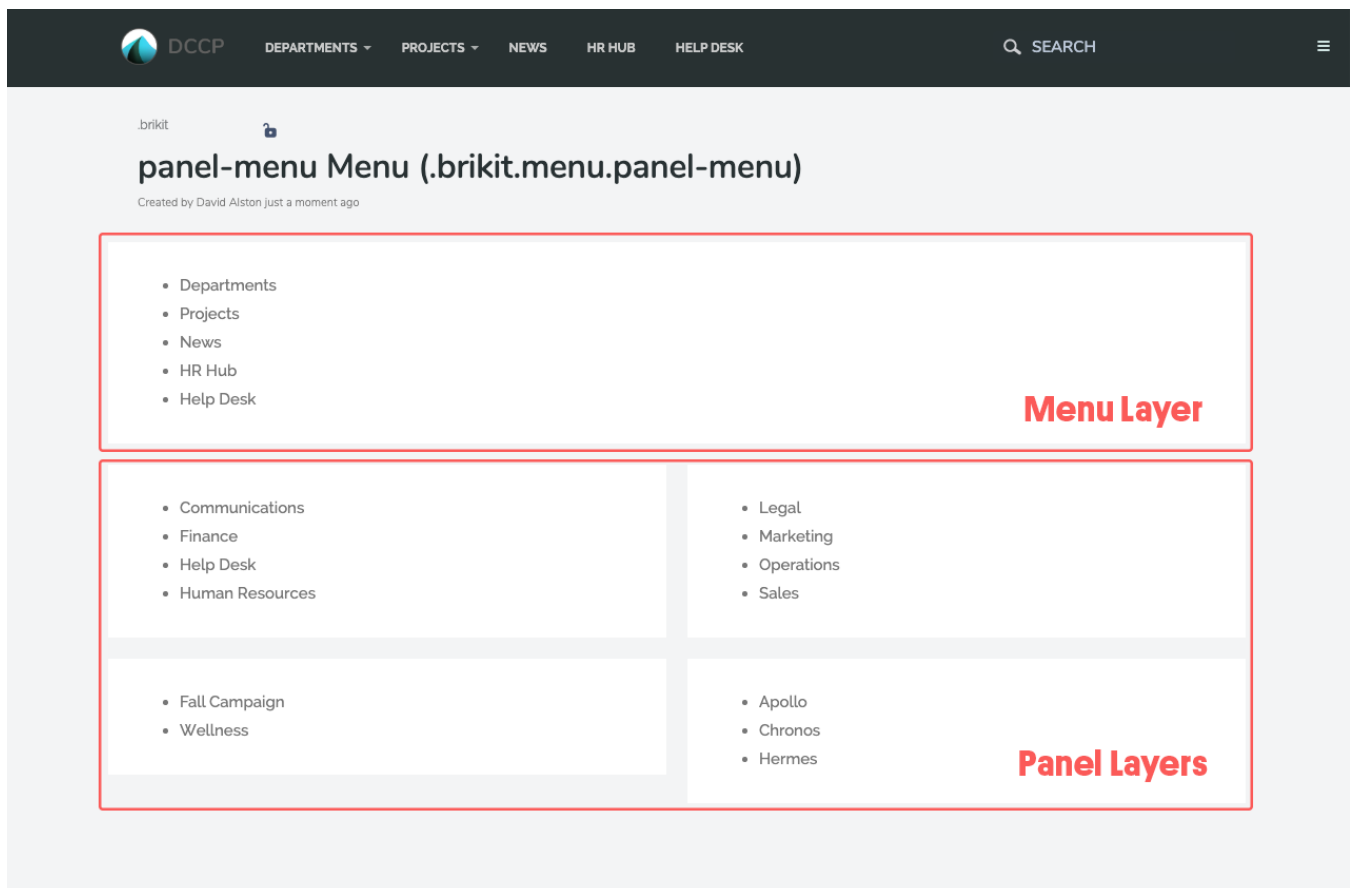 DCCP DEPARTMENTS PROJECTS NEWS HR HUB HELP DESK SEARCH
.brikit
panel-menu Menu (.brikit.menu.panel-menu)
Created by David Alston just a moment ago
• Departments
• Projects
• News
• HR Hub
• Help Desk
Menu Layer
• Communications
• Finance
• Help Desk
• Human Resources
• Legal
• Marketing
• Operations
• Sales
• Fall Campaign
• Wellness
• Apollo
• Chronos
• Hermes
Panel Layers